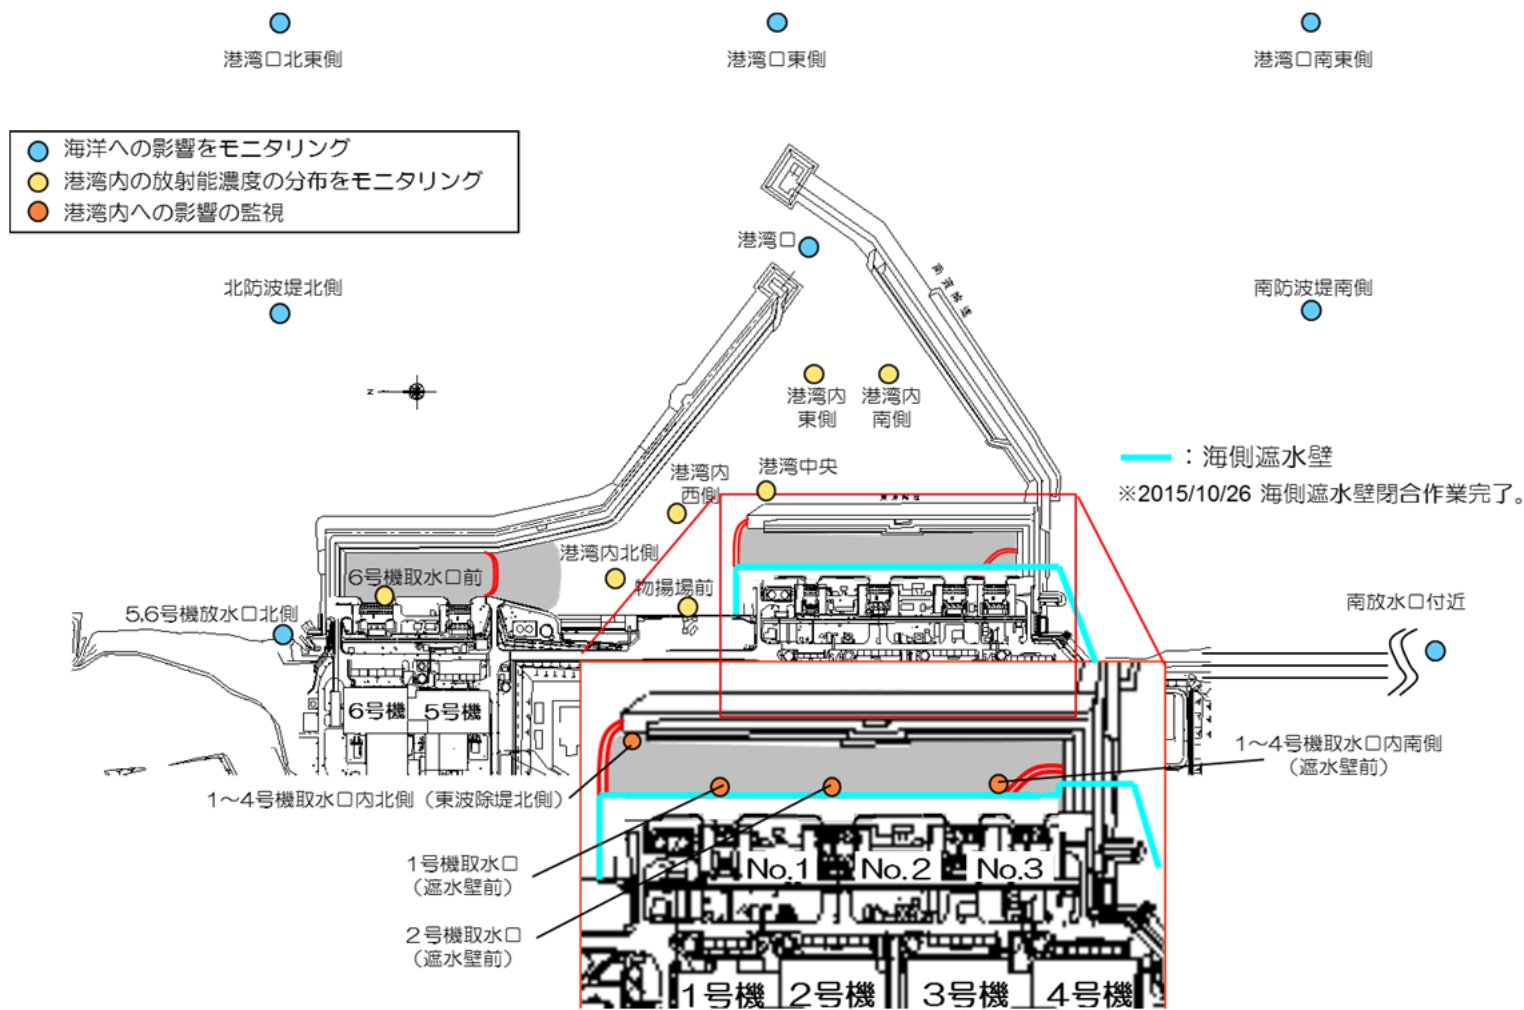 港湾口北東側
港湾口東側
港湾口南東側
海洋への影響をモニタリング
港湾内の放射能濃度の分布をモニタリング
港湾内への影響の監視
港湾口
北防波堤北側
南防波堤南側
N
港湾内
東側
港湾内
南側
：海側遮水壁
※2015/10/26 海側遮水壁閉合作業完了。
港湾内
西側
港湾中央
港湾内北側
6号機取水口前
物揚場前
5,6号機放水口北側
南放水口付近
6号機
5号機
1～4号機取水口内南側
（遮水壁前）
1～4号機取水口内北側（東波除堤北側）
1号機取水口
（遮水壁前）
2号機取水口
（遮水壁前）
No.1
No.2
No.3
1号機
2号機
3号機
4号機